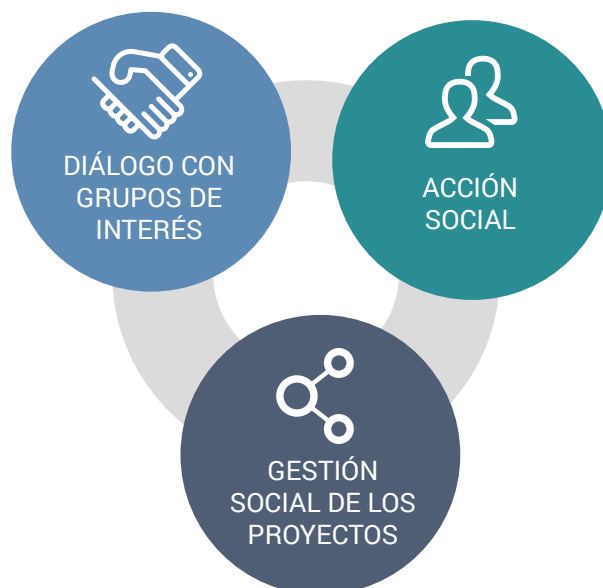 DIÁLOGO CON
GRUPOS DE
INTERÉS
ACCIÓN
SOCIAL
GESTIÓN
SOCIAL DE LOS
PROYECTOS